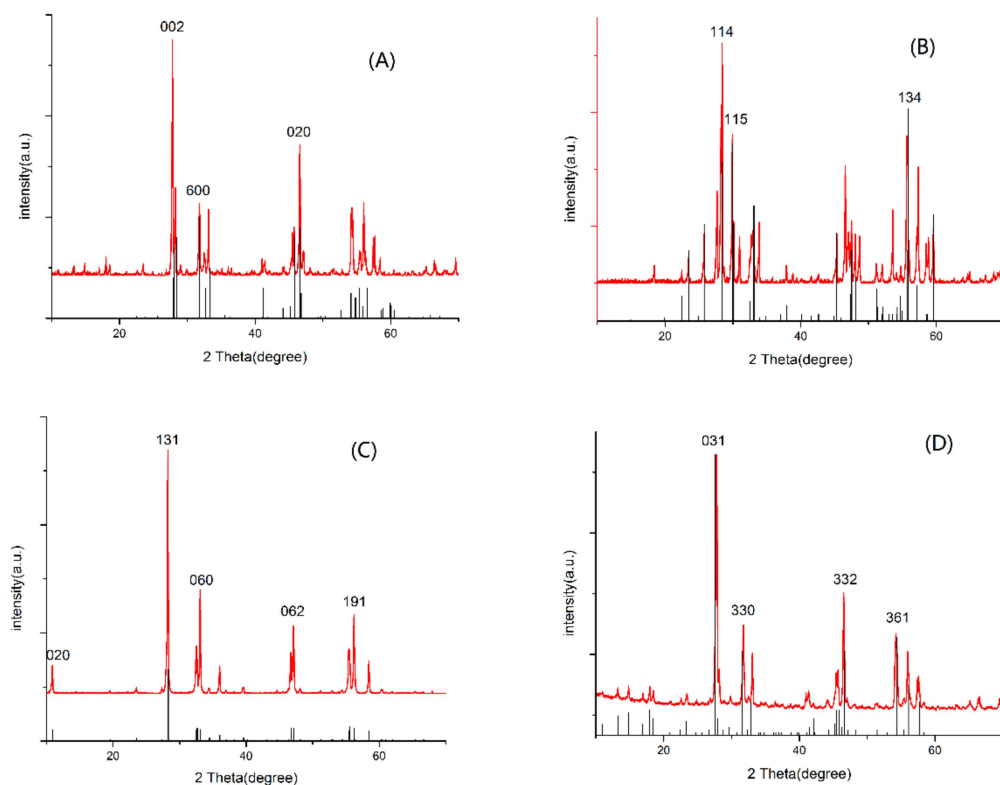 002
(A)
020
600
intensity(a.u.)
20
40
60
2 Theta(degree)
114
(B)
134
115
intensity(a.u.)
20
40
60
2 Theta(degree)
131
(C)
060
191
062
020
intensity(a.u.)
20
40
60
2 Theta(degree)
031
(D)
332
330
361
intensity(a.u.)
20
40
60
2 Theta(degree)